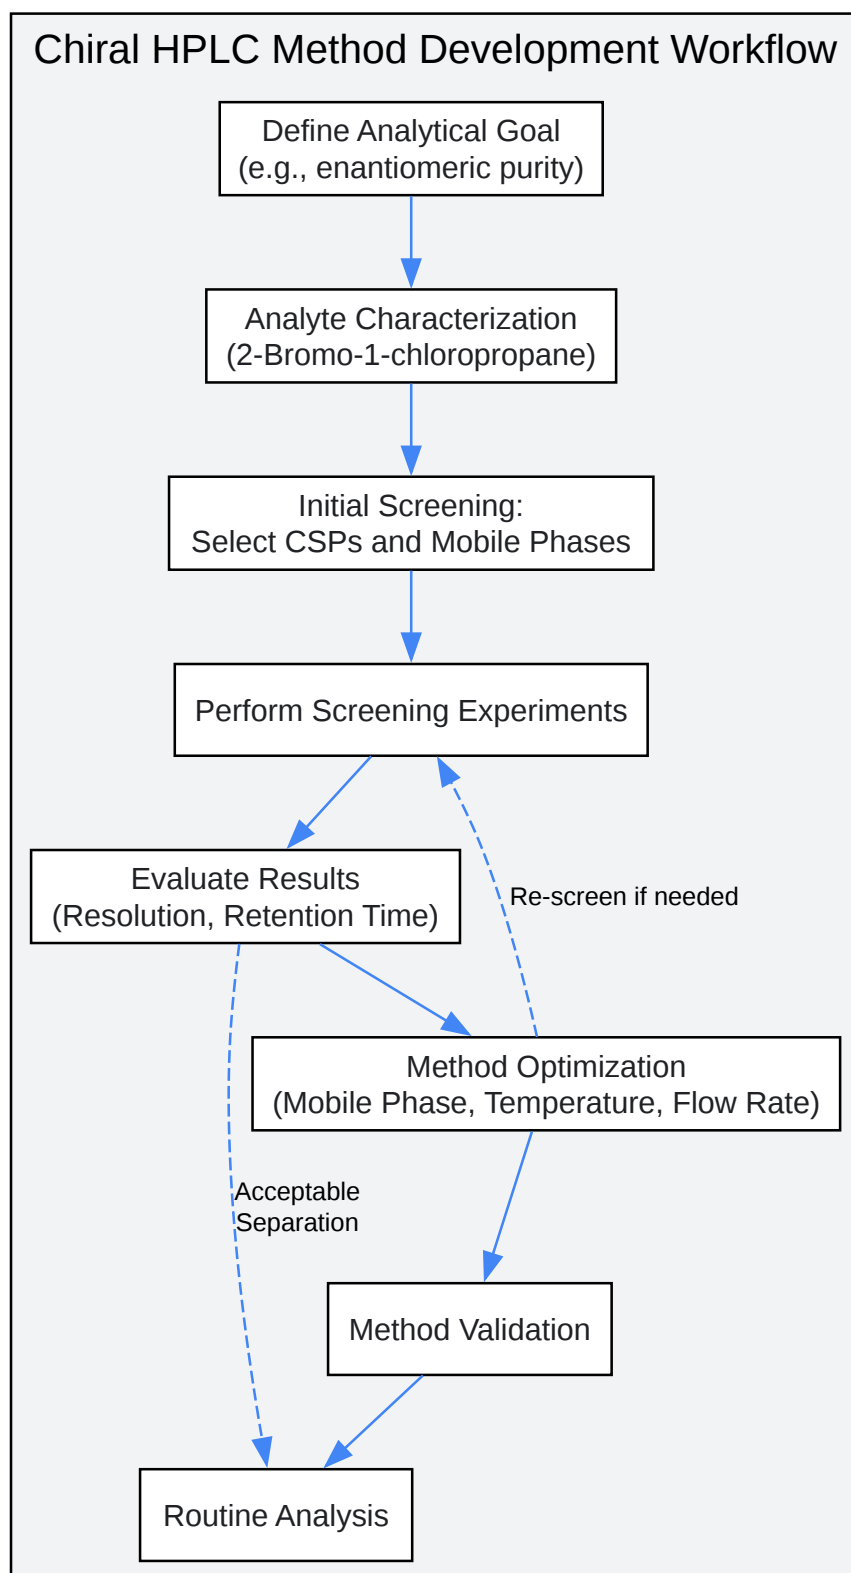 Chiral HPLC Method Development Workflow
Define Analytical Goal
(e.g., enantiomeric purity)
Analyte Characterization
(2-Bromo-1-chloropropane)
Initial Screening:
Select CSPs and Mobile Phases
Perform Screening Experiments
Evaluate Results
(Resolution, Retention Time)
Re-screen if needed
Method Optimization
(Mobile Phase, Temperature, Flow Rate)
Acceptable
Separation
Method Validation
Routine Analysis